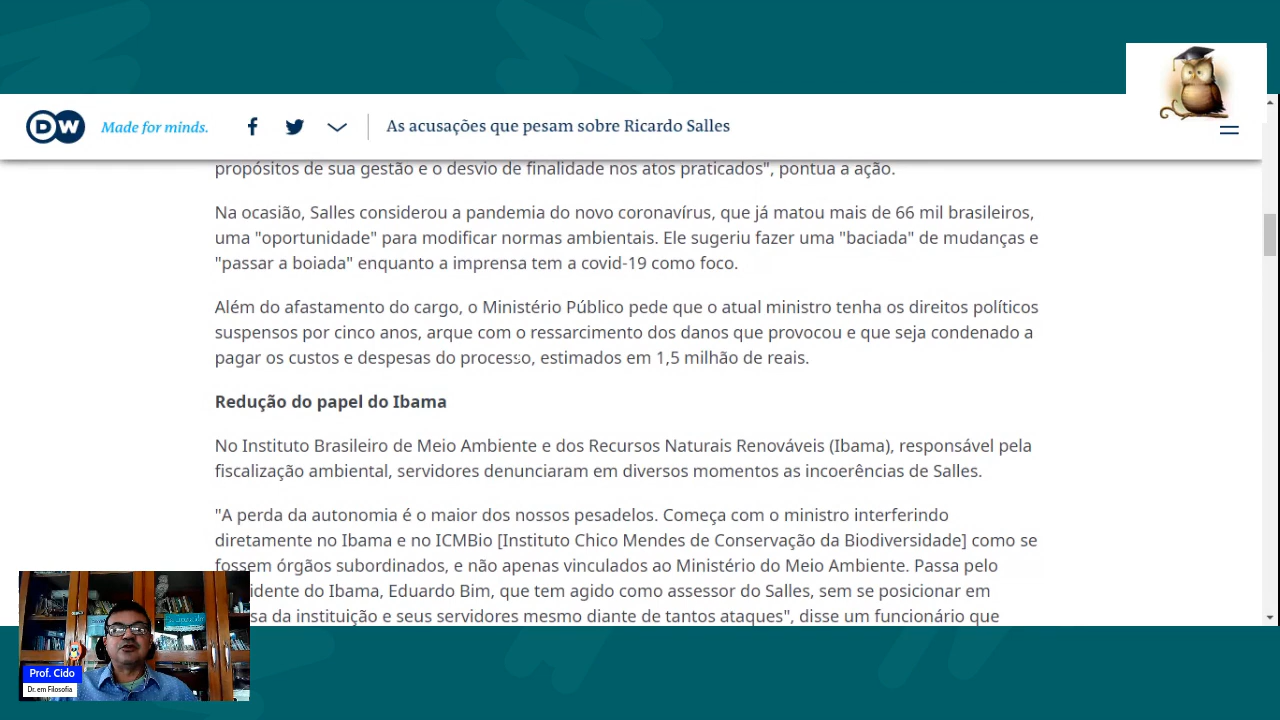 DW Made for minds. As acusações que pesam sobre Ricardo Salles
propósitos de sua gestão e o desvio de finalidade nos atos praticados", pontua a ação.
Na ocasião, Salles considerou a pandemia do novo coronavírus, que já matou mais de 66 mil brasileiros,
uma "oportunidade" para modificar normas ambientais. Ele sugeriu fazer uma "baciada" de mudanças e
"passar a boiada" enquanto a imprensa tem a covid-19 como foco.
Além do afastamento do cargo, o Ministério Público pede que o atual ministro tenha os direitos políticos
suspensos por cinco anos, arque com o ressarcimento dos danos que provocou e que seja condenado a
pagar os custos e despesas do processo, estimados em 1,5 milhão de reais.
Redução do papel do Ibama
No Instituto Brasileiro de Meio Ambiente e dos Recursos Naturais Renováveis (Ibama), responsável pela
fiscalização ambiental, servidores denunciaram em diversos momentos as incoerências de Salles.
"A perda da autonomia é o maior dos nossos pesadelos. Começa com o ministro interferindo
diretamente no Ibama e no ICMBio [Instituto Chico Mendes de Conservação da Biodiversidade] como se
fossem órgãos subordinados, e não apenas vinculados ao Ministério do Meio Ambiente. Passa pelo
idente do Ibama, Eduardo Bim, que tem agido como assessor do Salles, sem se posicionar em
sa da instituição e seus servidores mesmo diante de tantos ataques", disse um funcionário que
Prof. Cido
Dr. em Filosofia